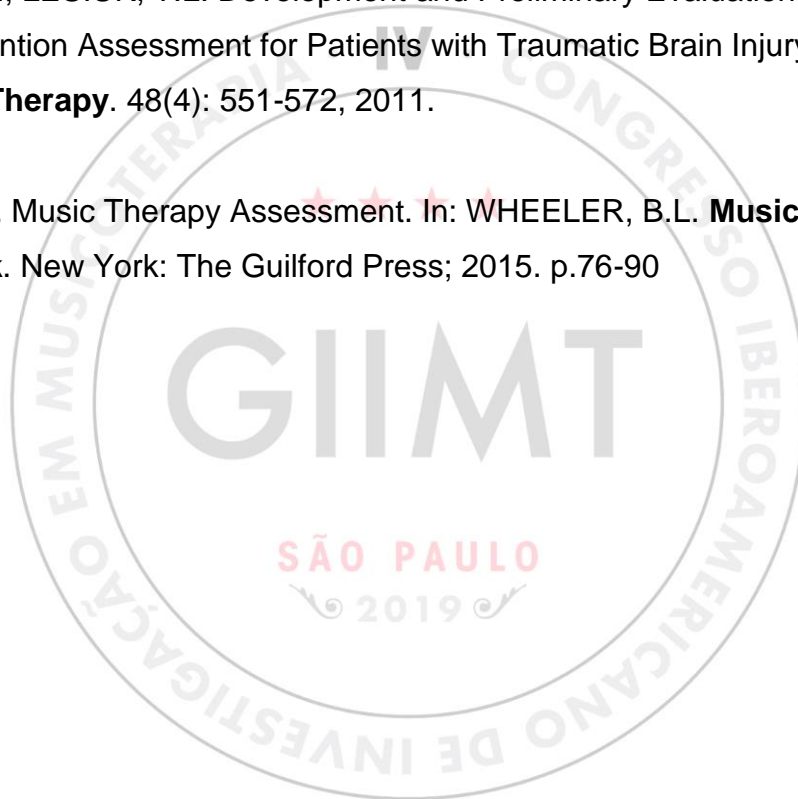 Development and Preliminary Evaluation
ntion Assessment for Patients with Traumatic Brain Injury
Therapy. 48(4): 551-572, 2011.
. Music Therapy Assessment. In: WHEELER, B.L. Music
k. New York: The Guilford Press; 2015. p.76-90
IV CONGRESSO IBEROAMERICANO DE INVESTIGAÇÃO EM MUSICOTERAPIA
GIIMT
SÃO PAULO
2019